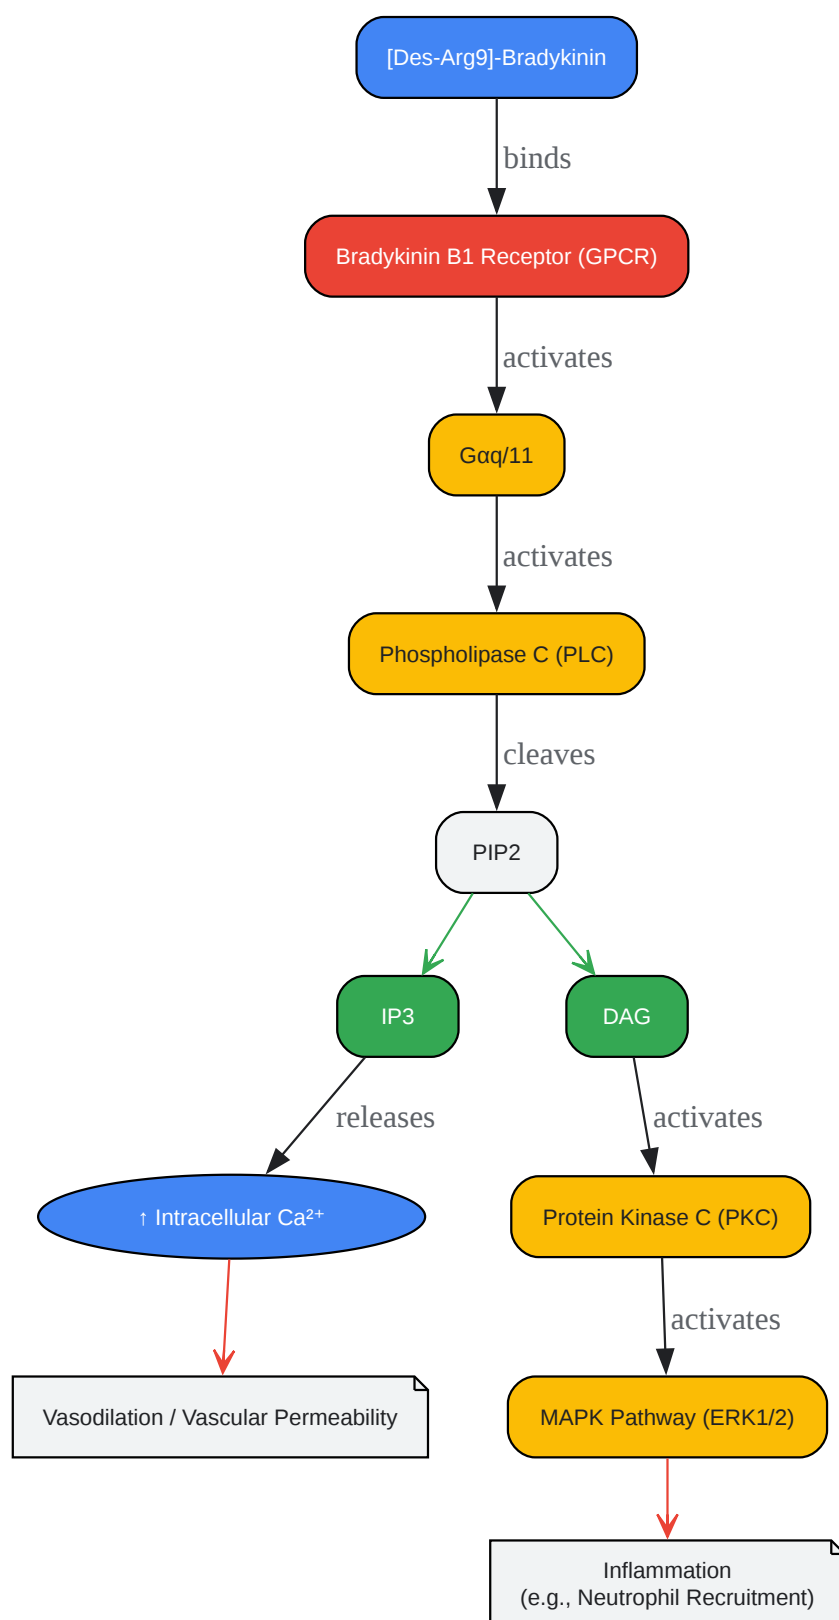 [Des-Arg9]-Bradykinin
binds
Bradykinin B1 Receptor (GPCR)
activates
Gαq/11
activates
Phospholipase C (PLC)
cleaves
PIP2
IP3
DAG
releases
activates
↑ Intracellular Ca²⁺
Protein Kinase C (PKC)
activates
Vasodilation / Vascular Permeability
MAPK Pathway (ERK1/2)
Inflammation
(e.g., Neutrophil Recruitment)